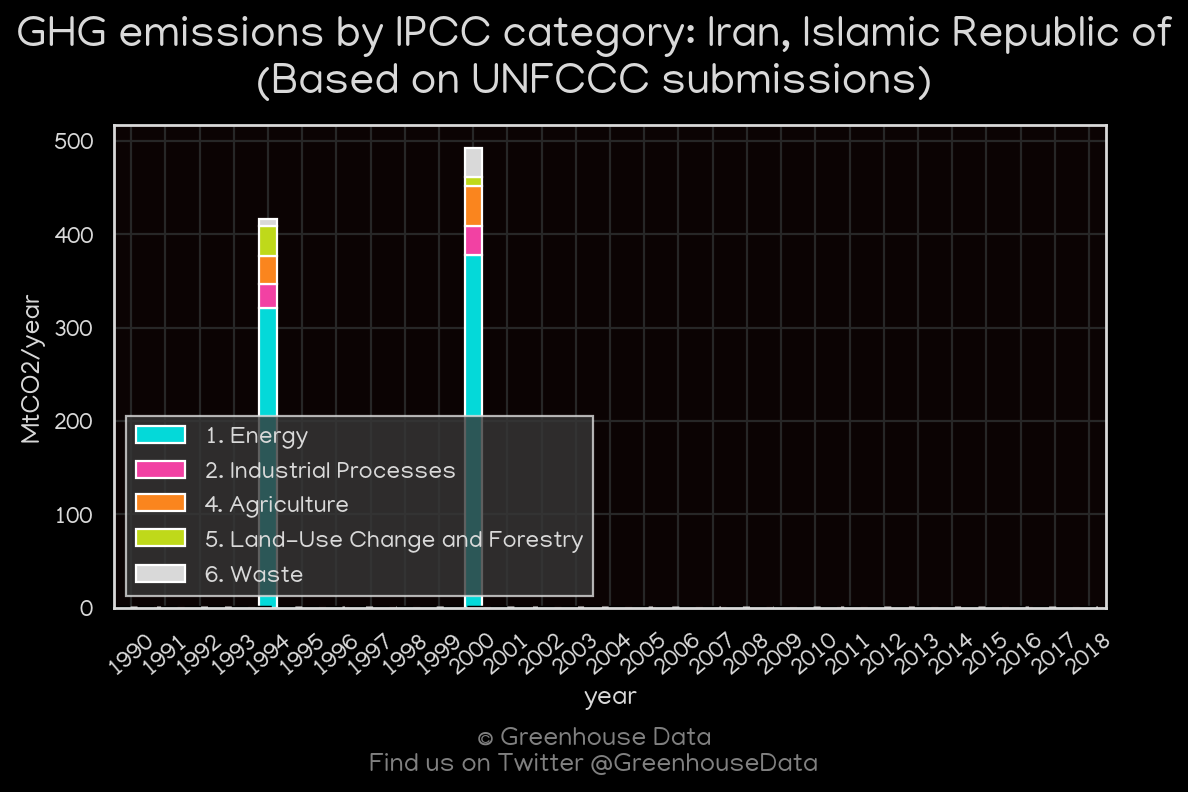 GHG emissions by IPCC category: Iran, Islamic Republic of
(Based on UNFCCC submissions)
500
400
300
200
100
0
MtCO2/year
1. Energy
2. Industrial Processes
4. Agriculture
5. Land-Use Change and Forestry
6. Waste
1990 1991 1992 1993 1994 1995 1996 1997 1998 1999 2000 2001 2002 2003 2004 2005 2006 2007 2008 2009 2010 2011 2012 2013 2014 2015 2016 2017 2018
year
© Greenhouse Data
Find us on Twitter @GreenhouseData